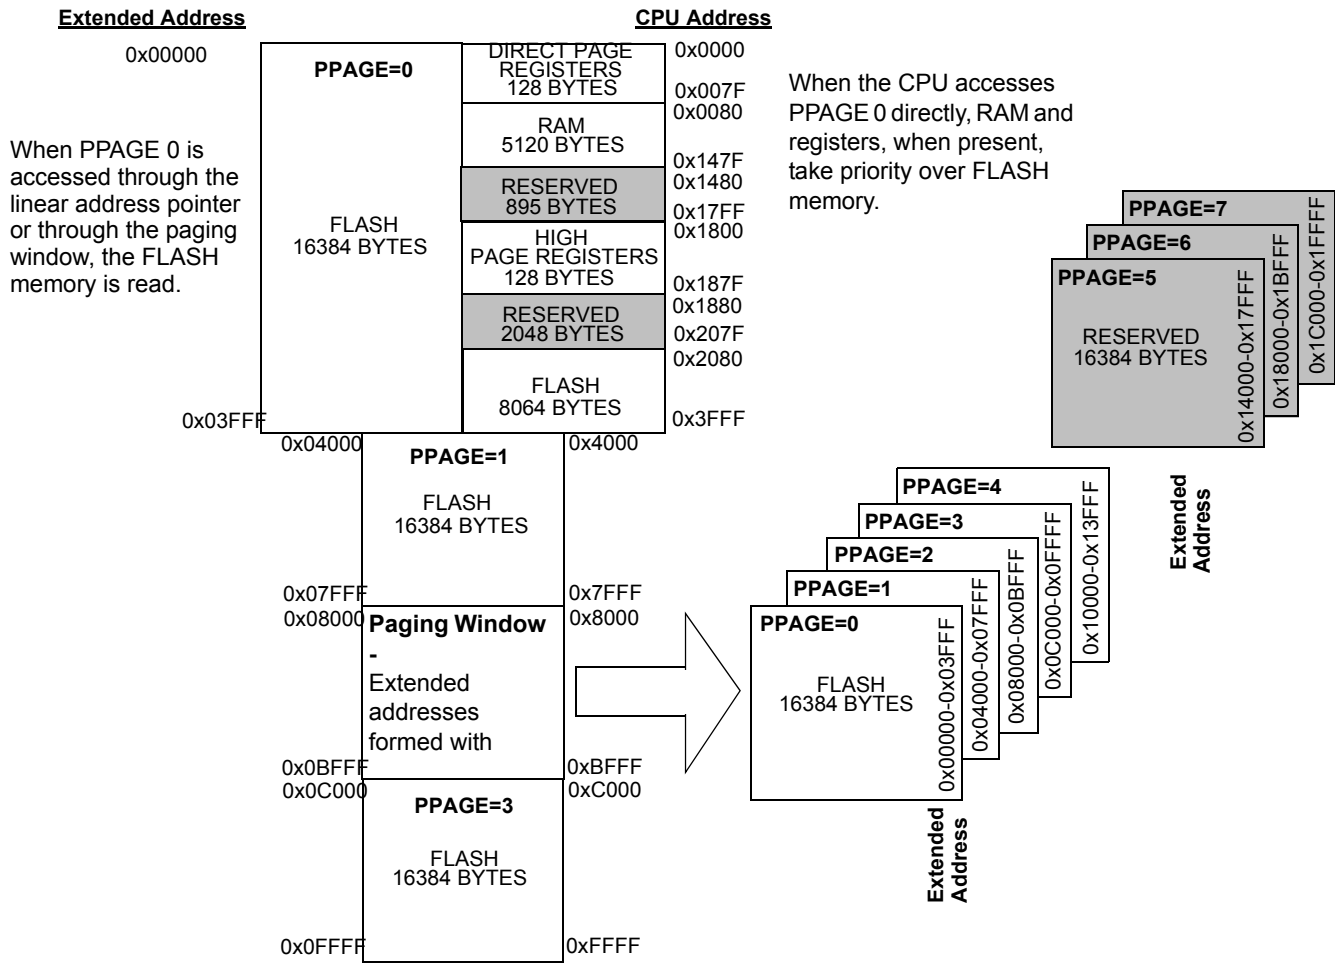 Extended Address
CPU Address
0x00000
PPAGE=0
DIRECT PAGE
REGISTERS
128 BYTES
0x0000
0x007F
0x0080
RAM
5120 BYTES
0x147F
0x1480
RESERVED
895 BYTES
0x17FF
0x1800
FLASH
16384 BYTES
HIGH
PAGE REGISTERS
128 BYTES
0x187F
0x1880
RESERVED
2048 BYTES
0x207F
0x2080
FLASH
8064 BYTES
0x03FFF
0x3FFF
When PPAGE 0 is
accessed through the
linear address pointer
or through the paging
window, the FLASH
memory is read.
When the CPU accesses
PPAGE 0 directly, RAM and
registers, when present,
take priority over FLASH
memory.
0x04000
PPAGE=1
0x4000
FLASH
16384 BYTES
0x07FFF
0x7FFF
0x08000
Paging Window
0x8000
-
Extended
addresses
formed with
0x0BFFF
0xBFFF
0x0C000
0xC000
PPAGE=3
FLASH
16384 BYTES
0x0FFFF
0xFFFF
PPAGE=7
0x1C000-0x1FFFF
PPAGE=6
0x18000-0x1BFFF
PPAGE=5
RESERVED
16384 BYTES
0x14000-0x17FFF
Extended
Address
PPAGE=4
0x10000-0x13FFF
PPAGE=3
0x0C000-0x0FFFF
PPAGE=2
0x08000-0x0BFFF
PPAGE=1
0x04000-0x07FFF
PPAGE=0
FLASH
16384 BYTES
0x00000-0x03FFF
Extended
Address